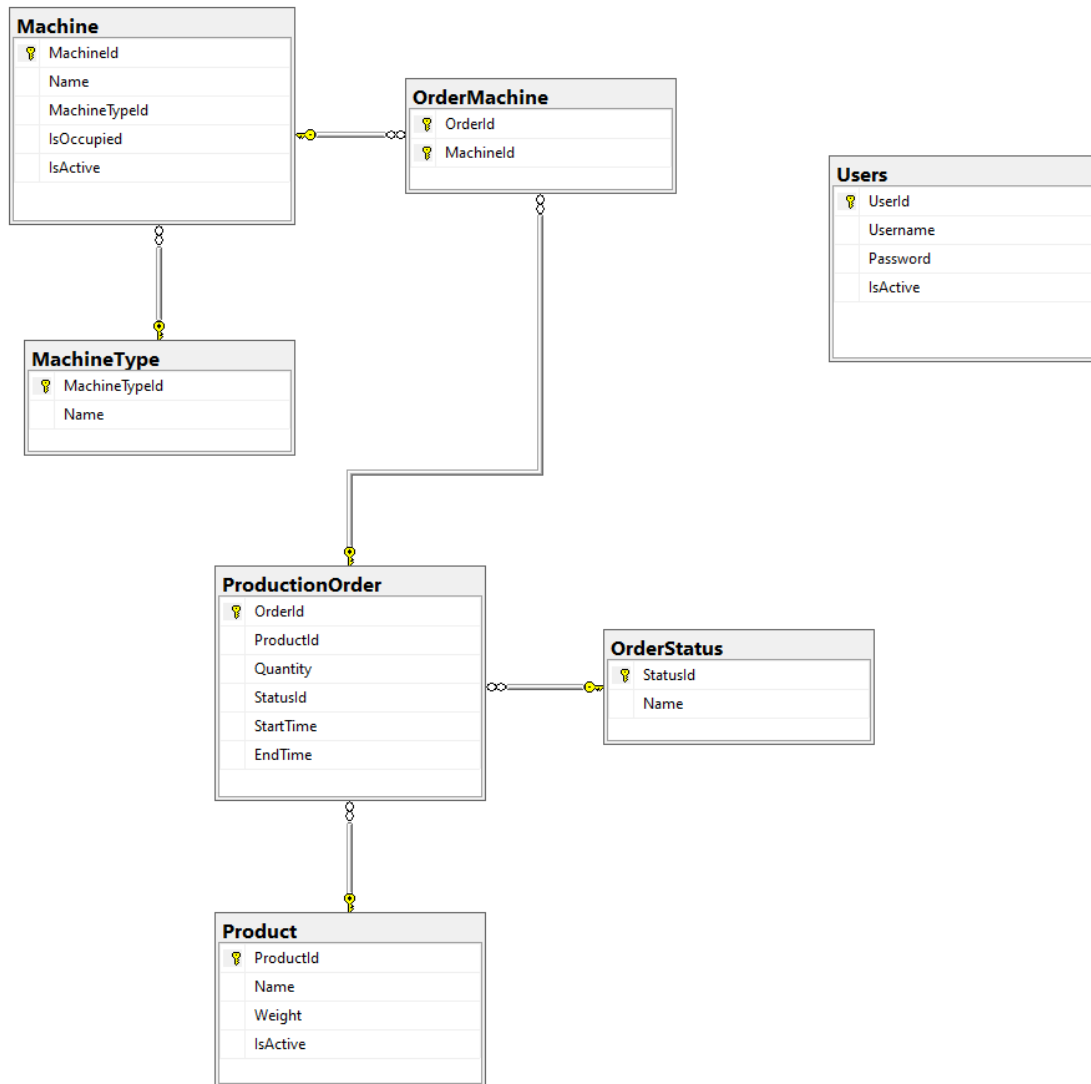 Machine
MachineId
Name
MachineTypeId
IsOccupied
IsActive
OrderMachine
OrderId
MachineId
Users
UserId
Username
Password
IsActive
MachineType
MachineTypeId
Name
ProductionOrder
OrderId
ProductId
Quantity
StatusId
StartTime
EndTime
OrderStatus
StatusId
Name
Product
ProductId
Name
Weight
IsActive